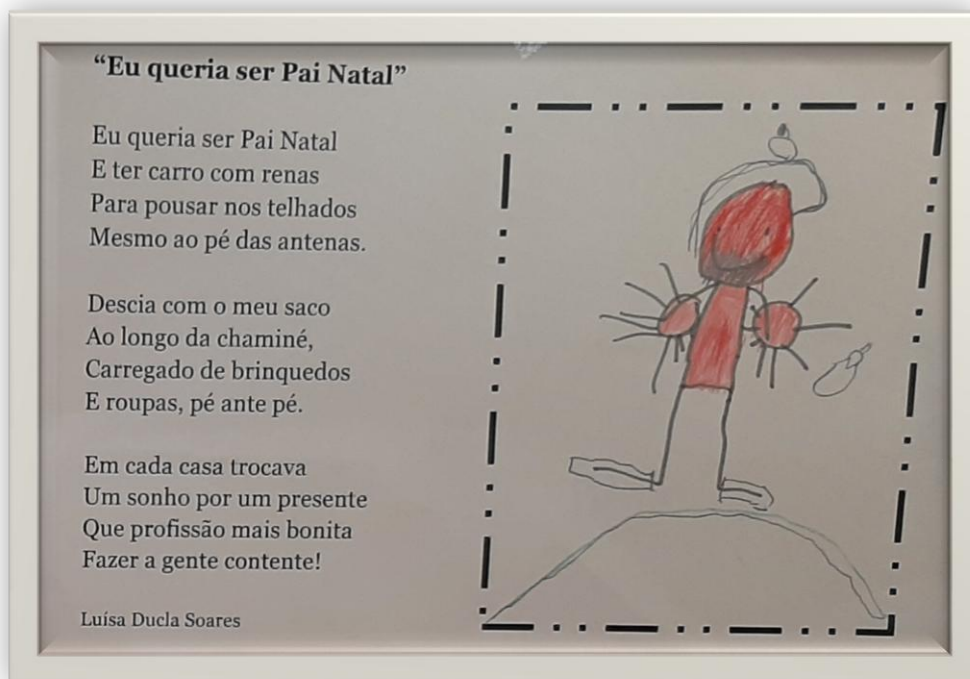 “Eu queria ser Pai Natal”
Eu queria ser Pai Natal
E ter carro com renas
Para pousar nos telhados
Mesmo ao pé das antenas.
Descia com o meu saco
Ao longo da chaminé,
Carregado de brinquedos
E roupas, pé ante pé.
Em cada casa trocava
Um sonho por um presente
Que profissão mais bonita
Fazer a gente contente!
Luísa Ducla Soares